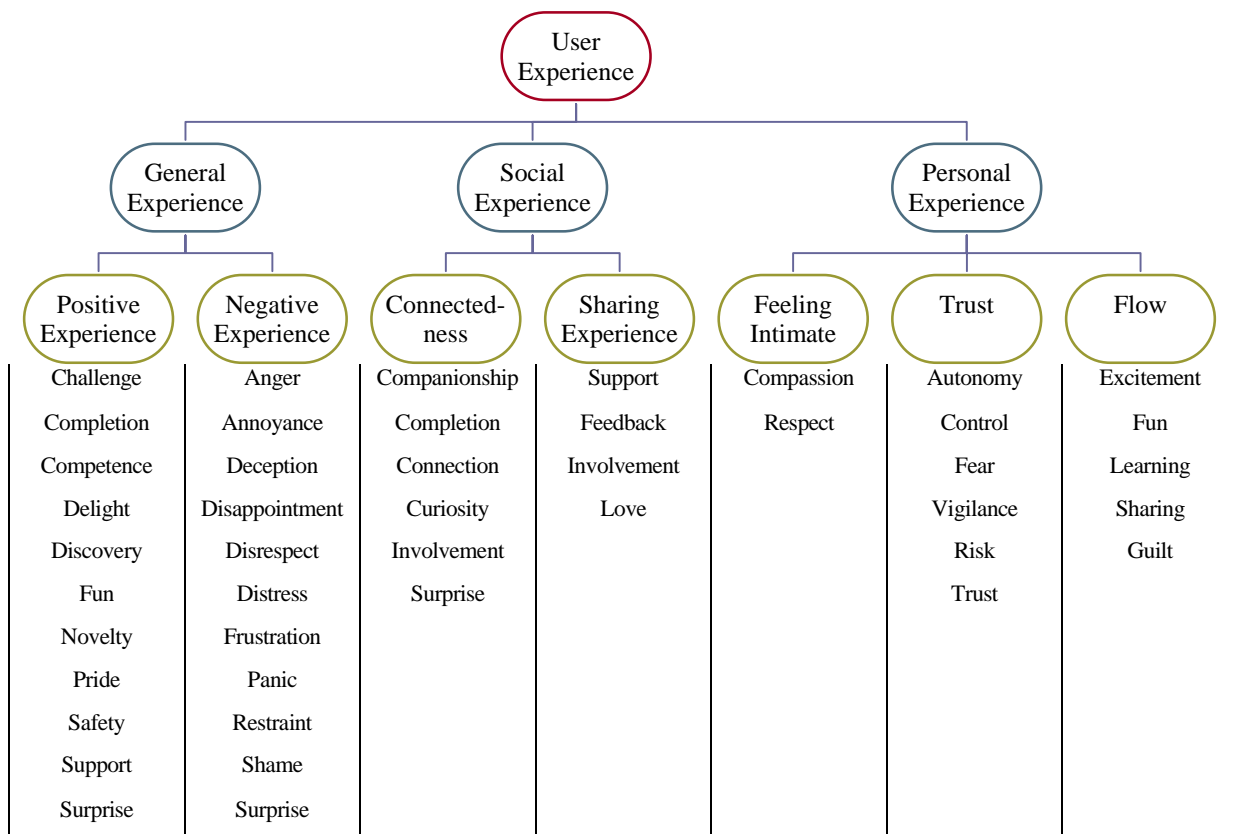 User
Experience
General
Experience
Social
Experience
Personal
Experience
Positive
Experience
Negative
Experience
Connected-
ness
Sharing
Experience
Feeling
Intimate
Trust
Flow
Challenge
Completion
Competence
Delight
Discovery
Fun
Novelty
Pride
Safety
Support
Surprise
Anger
Annoyance
Deception
Disappointment
Disrespect
Distress
Frustration
Panic
Restraint
Shame
Surprise
Companionship
Completion
Connection
Curiosity
Involvement
Surprise
Support
Feedback
Involvement
Love
Compassion
Respect
Autonomy
Control
Fear
Vigilance
Risk
Trust
Excitement
Fun
Learning
Sharing
Guilt